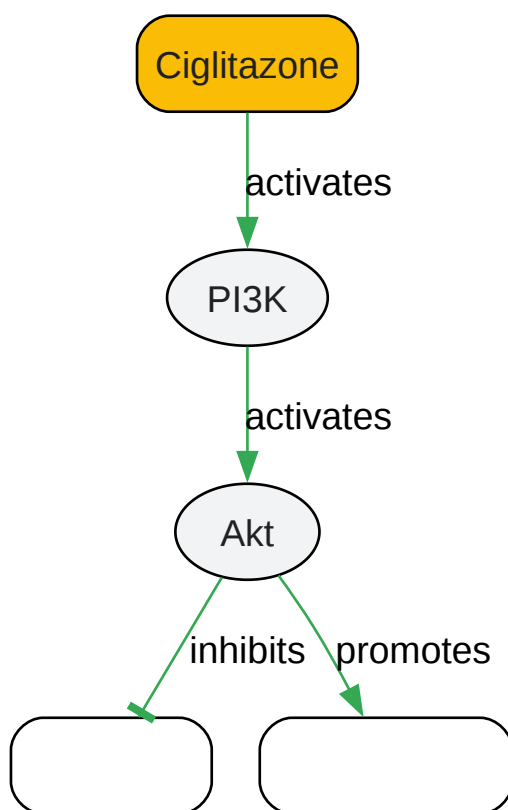 Ciglitazone
activates
PI3K
activates
Akt
inhibits promotes